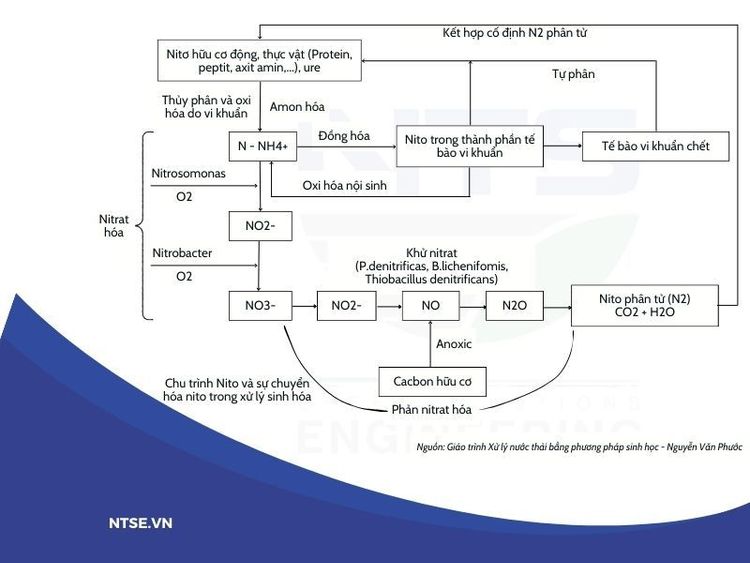 Kết hợp cố định N2 phân tử
Nitơ hữu cơ động, thực vật (Protein,
peptit, axit amin,...), ure
Tự phân
Thủy phân và oxi
hóa do vi khuẩn
Amon hóa
N - NH4+
Đồng hóa
Nito trong thành phần tế
bào vi khuẩn
Tế bào vi khuẩn chết
Nitrosomonas
O2
Oxi hóa nội sinh
Nitrat
hóa
NO2-
Nitrobacter
O2
Khử nitrat
(P.denitrificas, B.lichenifomis,
Thiobacillus denitrificans)
NO3-
NO2-
NO
N2O
Nito phân tử (N2)
CO2 + H2O
Anoxic
Cacbon hữu cơ
Chu trình Nito và sự chuyển
hóa nito trong xử lý sinh hóa
Phản nitrat hóa
NTS
ENGINEERING
Nguồn: Giáo trình Xử lý nước thải bằng phương pháp sinh học - Nguyễn Văn Phước
NTSE.VN